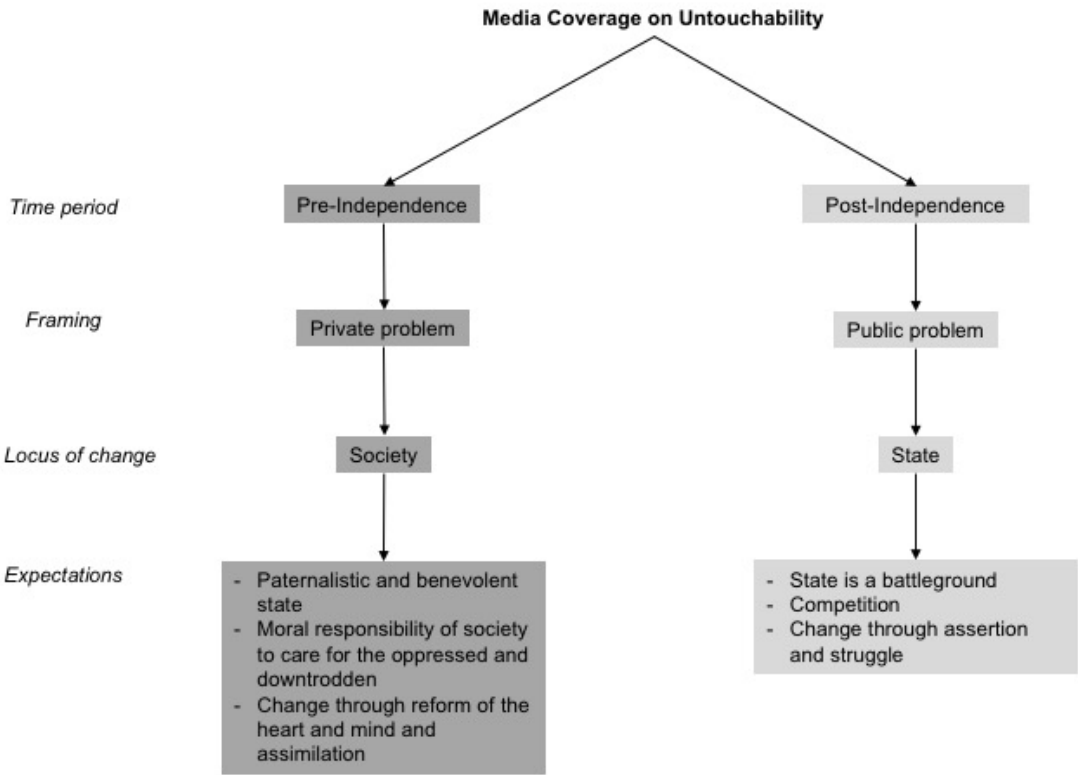 Media Coverage on Untouchability
Time period
Pre-Independence
Post-Independence
Framing
Private problem
Public problem
Locus of change
Society
State
Expectations
- Paternalistic and benevolent
state
- Moral responsibility of society
to care for the oppressed and
downtrodden
- Change through reform of the
heart and mind and
assimilation
- State is a battleground
- Competition
- Change through assertion
and struggle